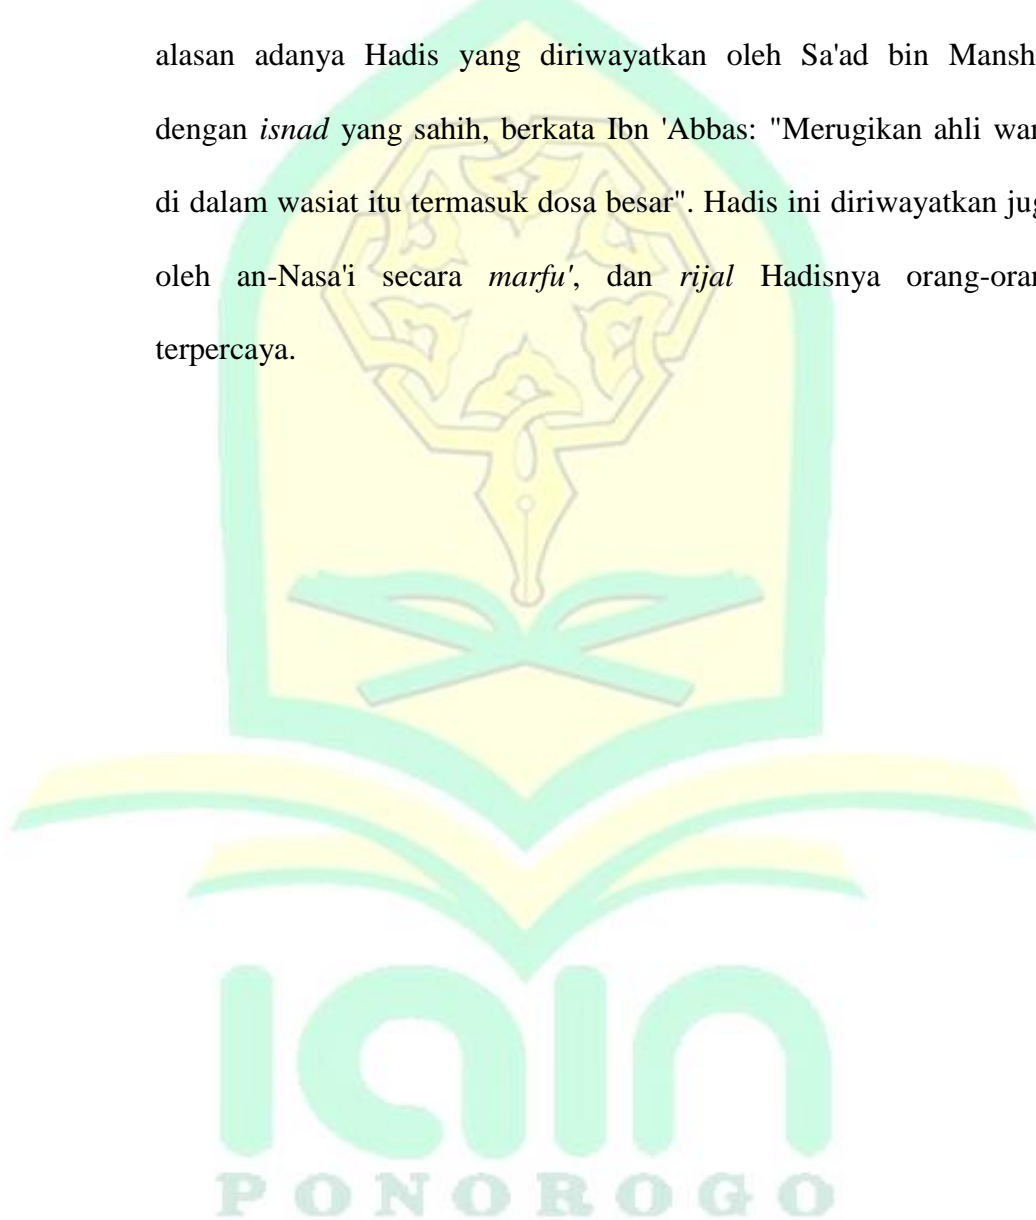 alasan adanya Hadis yang diriwayatkan oleh Sa'ad bin Mansh
dengan isnad yang sahih, berkata Ibn 'Abbas: "Merugikan ahli war
di dalam wasiat itu termasuk dosa besar". Hadis ini diriwayatkan jug
oleh an-Nasa'i secara marfu', dan rijal Hadisnya orang-oran
terpercaya.
iain
PONOROGO